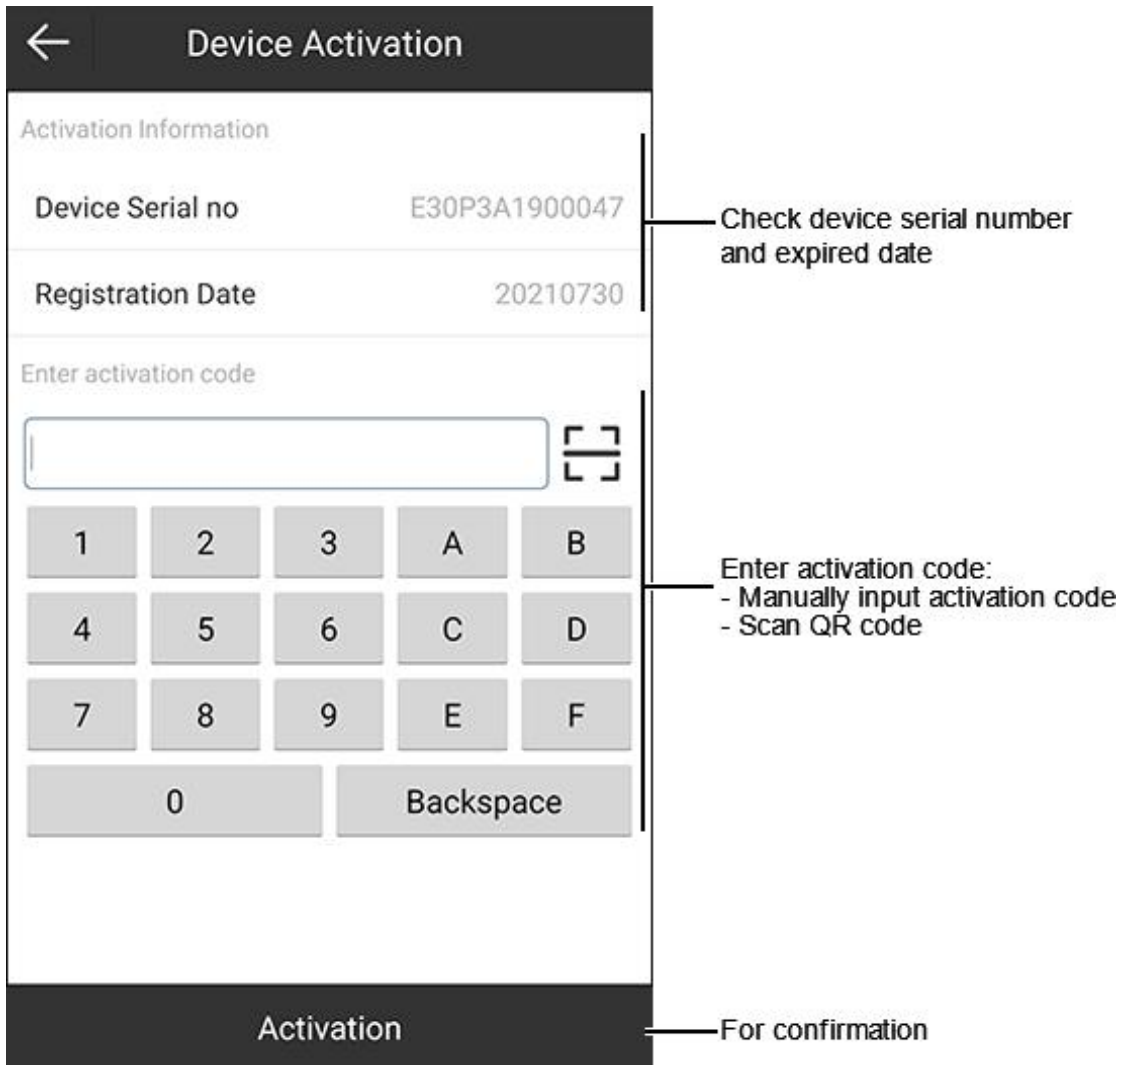 Device Activation
Activation Information
Device Serial no E30P3A1900047
Check device serial number
and expired date
Registration Date 20210730
Enter activation code
1 2 3 A B
Enter activation code:
- Manually input activation code
- Scan QR code
4 5 6 C D
7 8 9 E F
0 Backspace
Activation
For confirmation